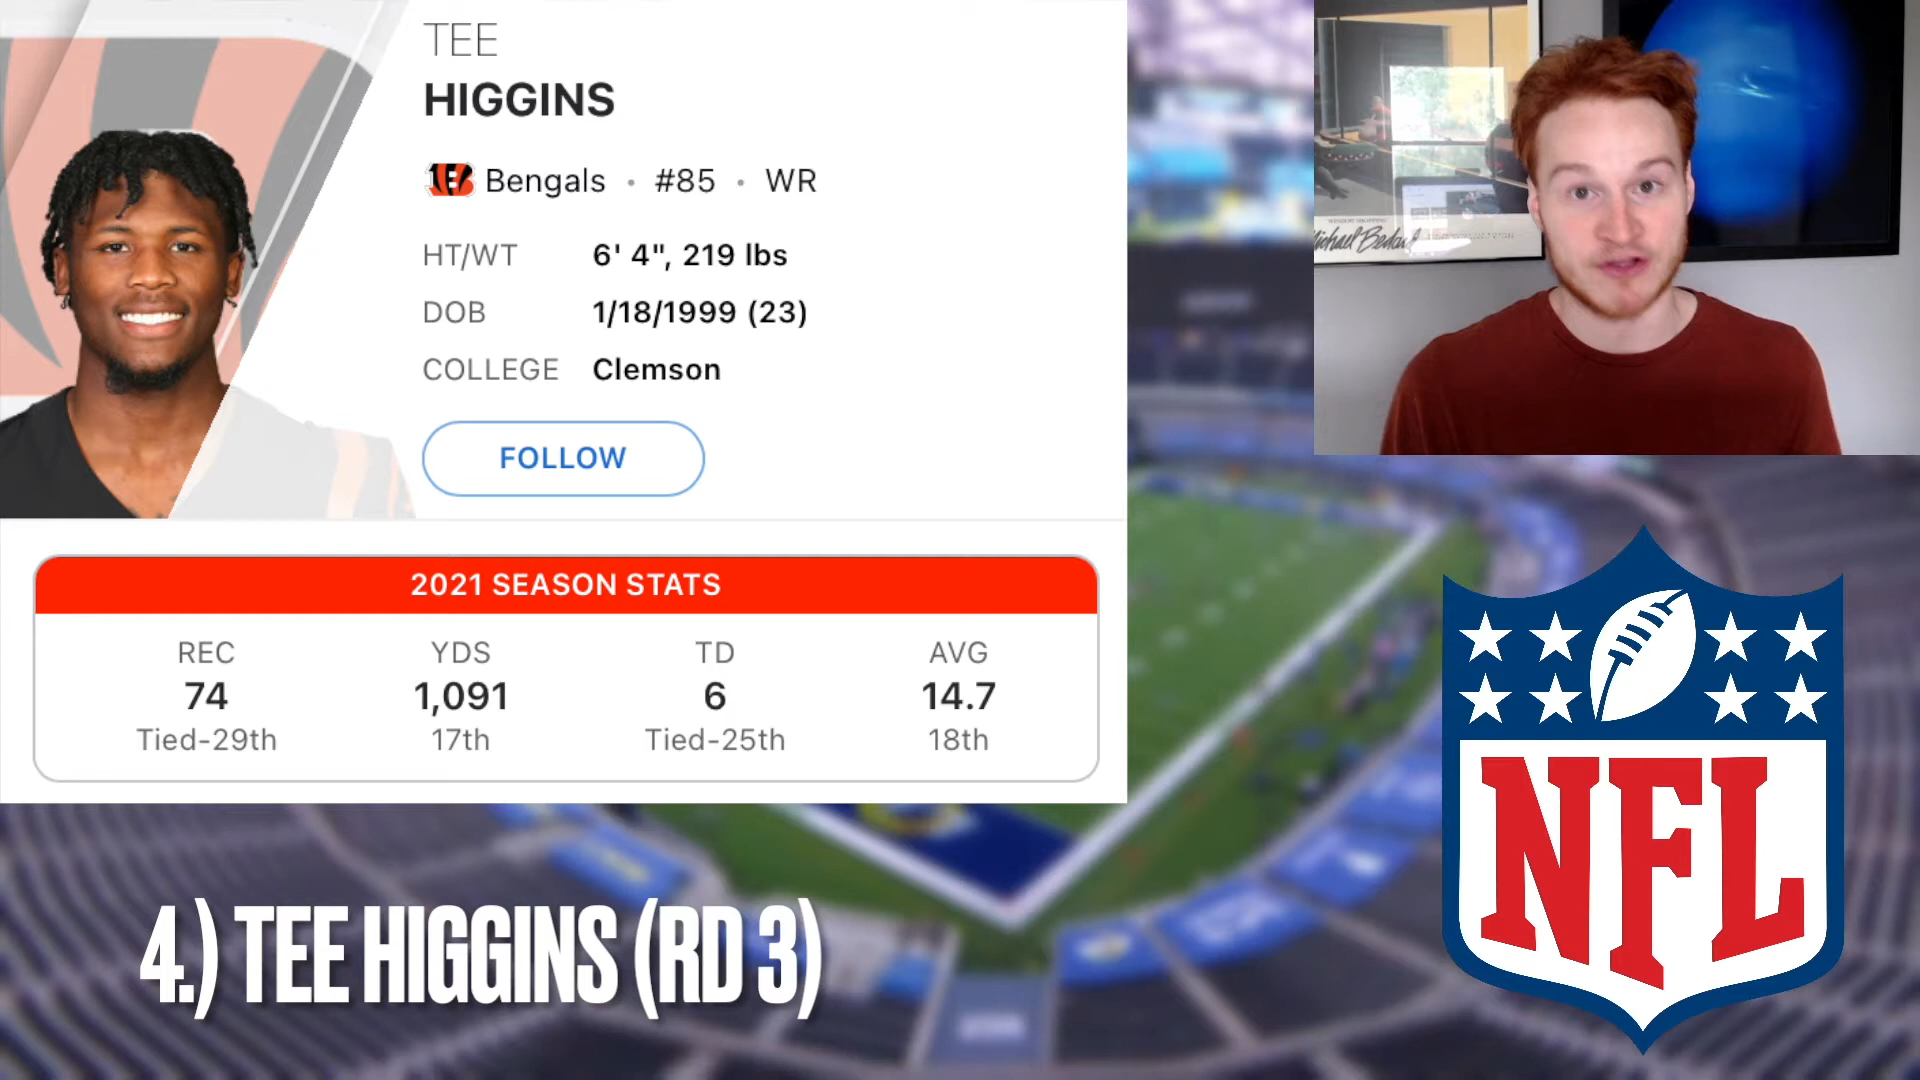 TEE
HIGGINS
Bengals • #85 • WR
HT/WT 6' 4", 219 lbs
DOB 1/18/1999 (23)
COLLEGE Clemson
FOLLOW
2021 SEASON STATS
REC YDS TD AVG
74 1,091 6 14.7
Tied-29th 17th Tied-25th 18th
4.) TEE HIGGINS (RD 3)
Michael Bedard
NFL